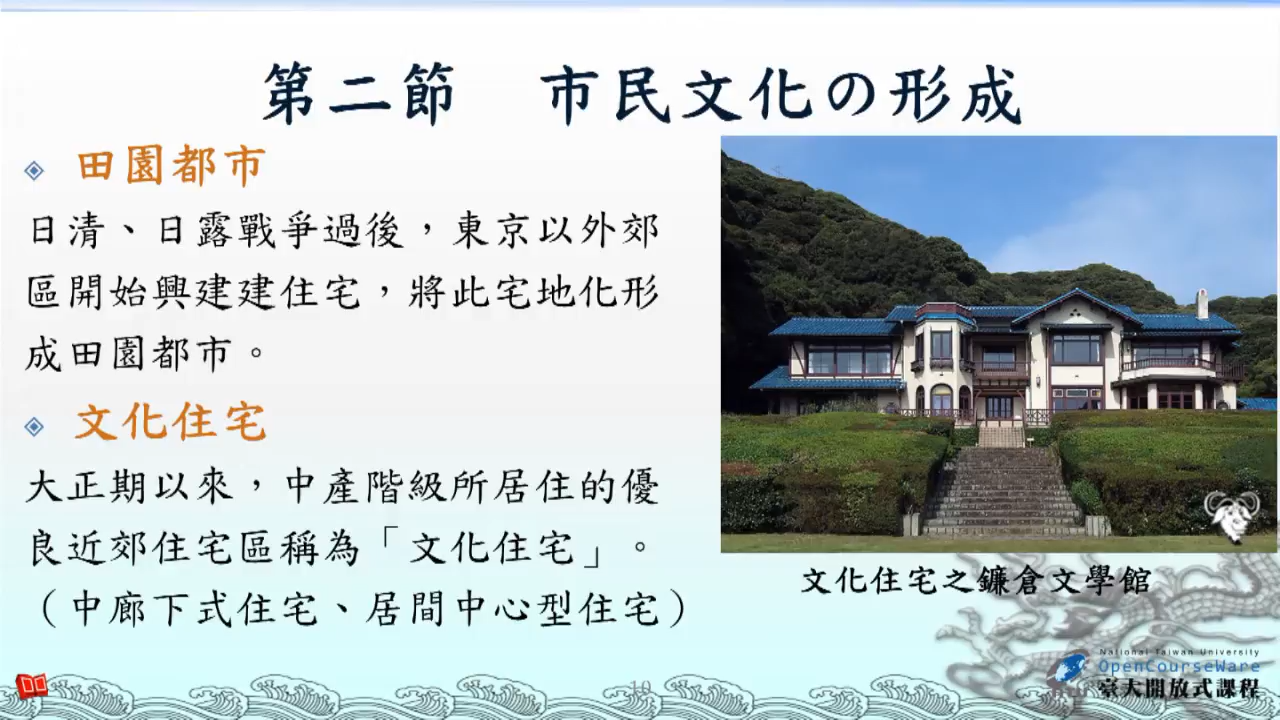 第二節　市民文化の形成
田園都市
日清、日露戰爭過後，東京以外郊
區開始興建建住宅，將此宅地化形
成田園都市。
文化住宅
大正期以來，中產階級所居住的優
良近郊住宅區稱為「文化住宅」。
（中廊下式住宅、居間中心型住宅）
文化住宅之鐮倉文學館
National Taiwan University
OpenCourseWare
臺大開放式課程